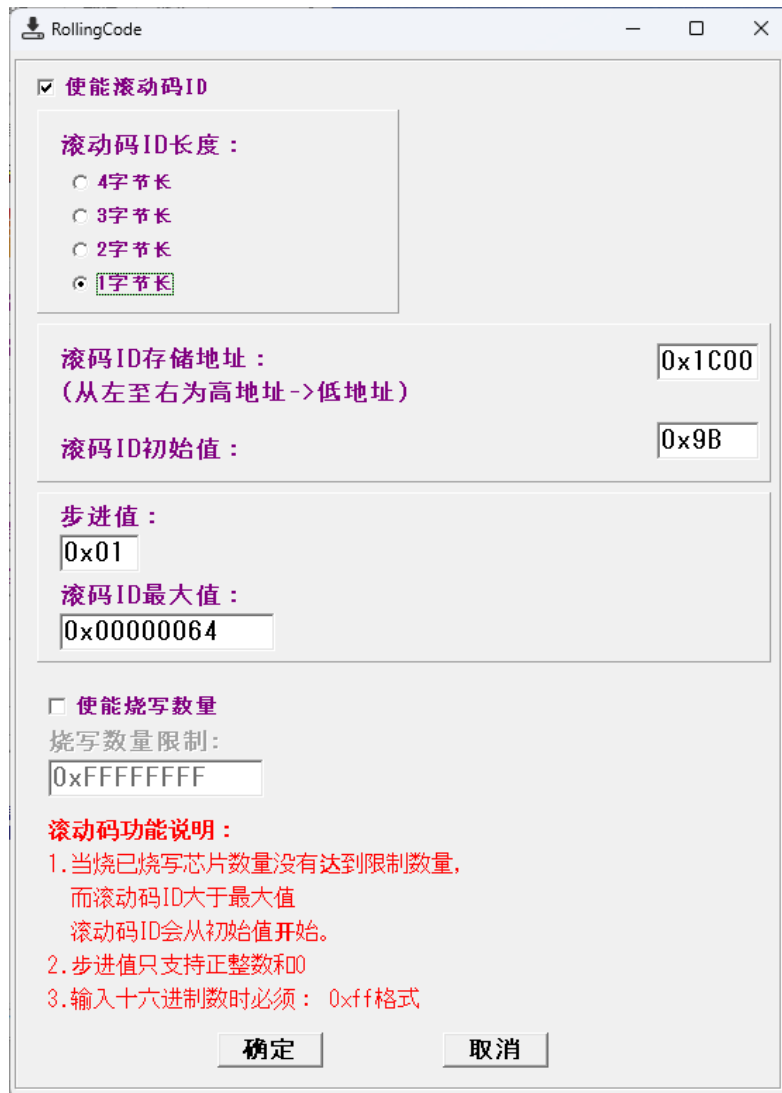 RollingCode
使能滚动码ID
滚动码ID长度：
4字节长
3字节长
2字节长
1字节长
滚码ID存储地址：
0x1C00
(从左至右为高地址->低地址)
滚码ID初始值：
0x9B
步进值：
0x01
滚码ID最大值：
0x00000064
使能烧写数量
烧写数量限制:
0xFFFFFFFF
滚动码功能说明：
1.当烧已烧写芯片数量没有达到限制数量,
而滚动码ID大于最大值
滚动码ID会从初始值开始。
2.步进值只支持正整数和0
3.输入十六进制数时必须： 0xff格式
确定
取消